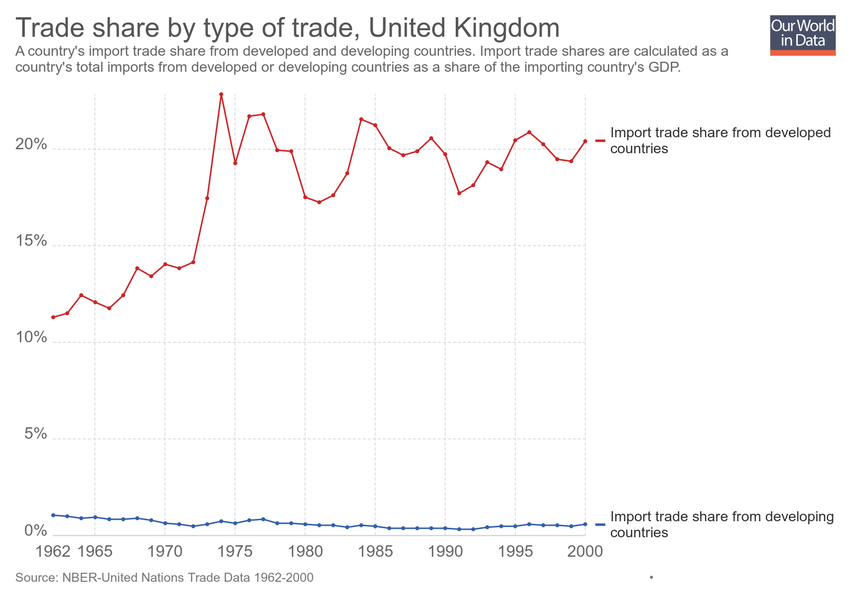 Trade share by type of trade, United Kingdom
A country's import trade share from developed and developing countries. Import trade shares are calculated as a
country's total imports from developed or developing countries as a share of the importing country's GDP.
Our World
in Data
20%
15%
10%
5%
0%
Import trade share from developed
countries
Import trade share from developing
countries
1962 1965 1970 1975 1980 1985 1990 1995 2000
Source: NBER-United Nations Trade Data 1962-2000